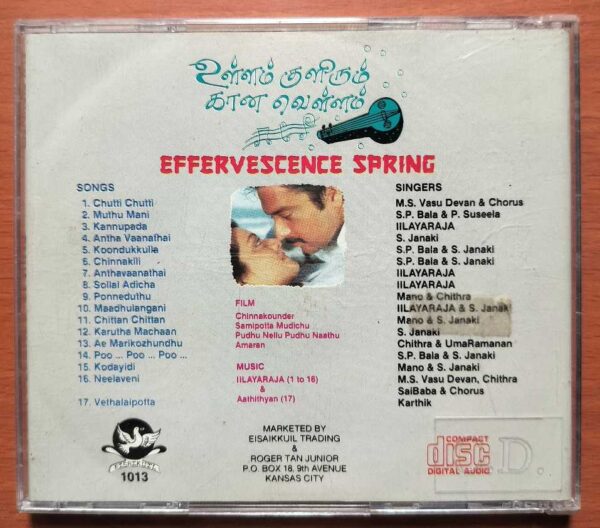 உள்ளம் குளிரும்
கான வெள்ளம்
EFFERVESCENCE SPRING
SONGS
1. Chutti Chutti
2. Muthu Mani
3. Kannupada
4. Antha Vaanathai
5. Koondukkulla
6. Chinnakili
7. Anthavaanathai
8. Sollal Adicha
9. Ponneduthu
10. Maadhulangani
11. Chittan Chittan
12. Karutha Machaan
13. Ae Marikozhundhu
14. Poo ... Poo ... Poo ...
15. Kodayidi
16. Neelaveni
17. Vethalaipotta
FILM
Chinnakounder
Samipotta Mudichu
Pudhu Nellu Pudhu Naathu
Amaran
MUSIC
IILAYARAJA (1 to 16)
&
Aathithyan (17)
SINGERS
M.S. Vasu Devan & Chorus
S.P. Bala & P. Suseela
IILAYARAJA
S. Janaki
S.P. Bala & S. Janaki
S.P. Bala & S. Janaki
IILAYARAJA
IILAYARAJA
Mano & Chithra
IILAYARAJA & S. Janaki
Mano & S. Janaki
S. Janaki
Chithra & UmaRamanan
S.P. Bala & S. Janaki
Mano & S. Janaki
M.S. Vasu Devan, Chithra
SaiBaba & Chorus
Karthik
1013
MARKETED BY
EISAIKKUIL TRADING
&
ROGER TAN JUNIOR
P.O. BOX 18, 9th AVENUE
KANSAS CITY
COMPACT
disc
DIGITAL AUDIO
.D.